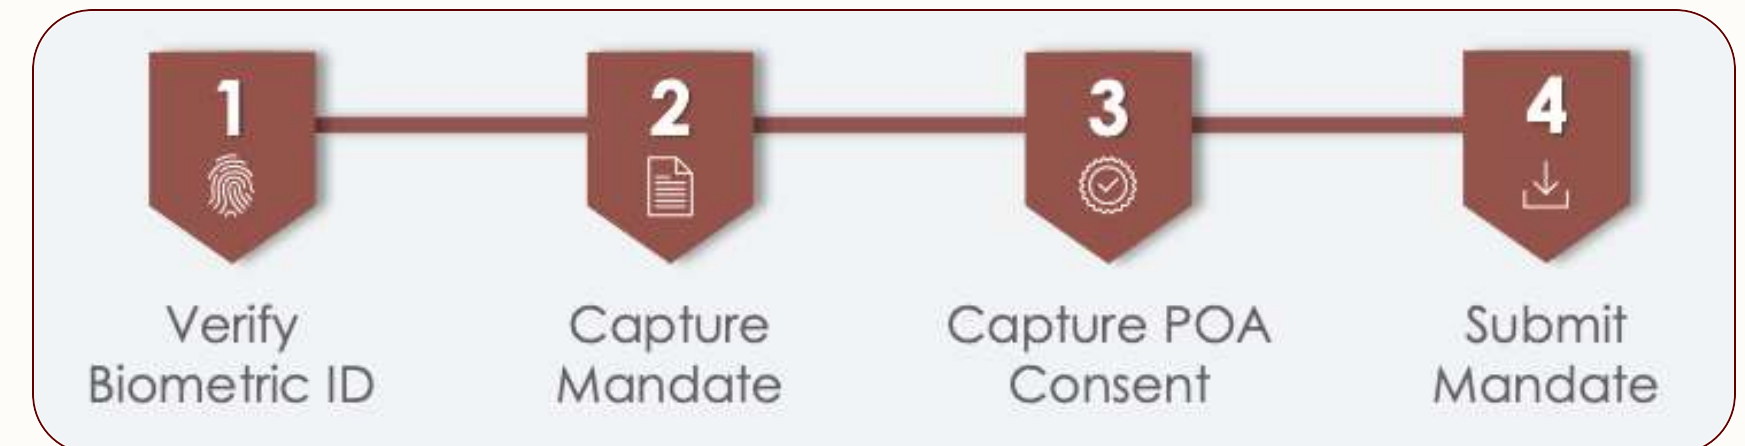 1
2
3
4
Verify
Biometric ID
Capture
Mandate
Capture POA
Consent
Submit
Mandate